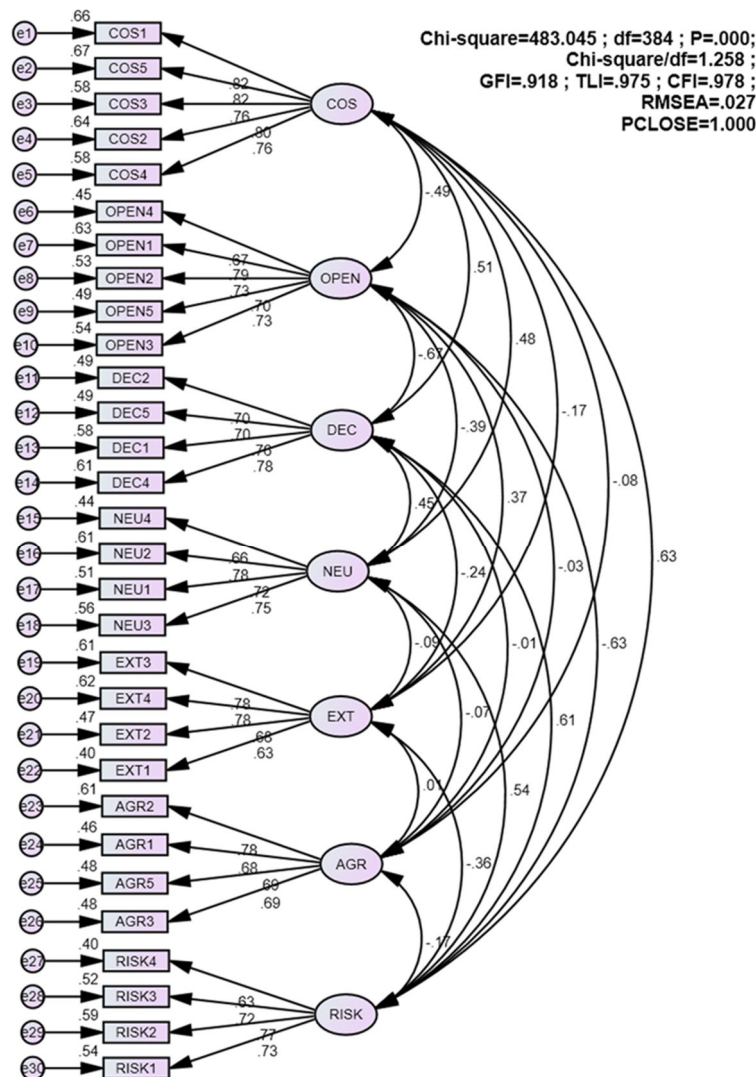 Chi-square=483.045 ; df=384 ; P=.000;
Chi-square/df=1.258 ;
GFI=.918 ; TLI=.975 ; CFI=.978 ;
RMSEA=.027
PCLOSE=1.000
e1 .66 COS1
e2 .67 COS5
e3 .58 COS3
e4 .64 COS2
e5 .58 COS4
.82
.82
.76
.80
.76
COS
e6 .45 OPEN4
e7 .63 OPEN1
e8 .53 OPEN2
e9 .49 OPEN5
e10 .54 OPEN3
.67
.79
.73
.70
.73
OPEN
e11 .49 DEC2
e12 .49 DEC5
e13 .58 DEC1
e14 .61 DEC4
.70
.70
.76
.78
DEC
e15 .44 NEU4
e16 .61 NEU2
e17 .51 NEU1
e18 .56 NEU3
.66
.78
.72
.75
NEU
e19 .61 EXT3
e20 .62 EXT4
e21 .47 EXT2
e22 .40 EXT1
.78
.78
.68
.63
EXT
e23 .61 AGR2
e24 .46 AGR1
e25 .48 AGR5
e26 .48 AGR3
.78
.68
.69
.69
AGR
e27 .40 RISK4
e28 .52 RISK3
e29 .59 RISK2
e30 .54 RISK1
.63
.72
.77
.73
RISK
-.49
.51
.48
-.67
-.17
-.39
-.08
.45
.37
.63
-.24
-.03
-.09
-.01
-.63
-.07
.61
.01
.54
-.36
-.17